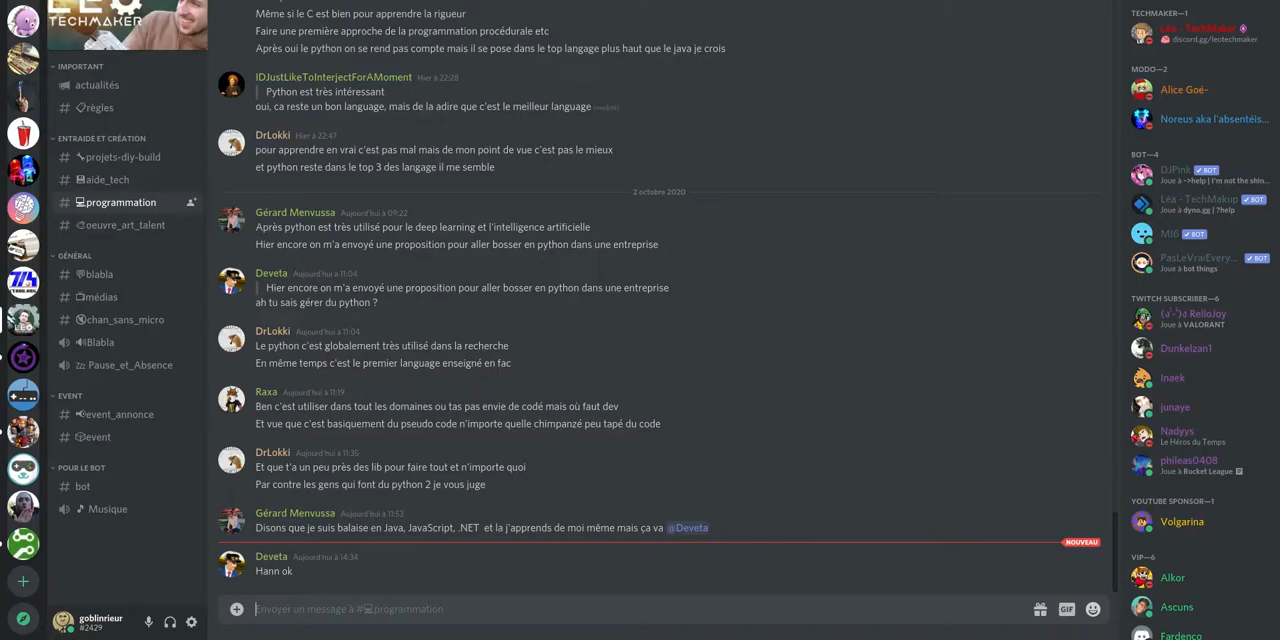 LEO
TECHMAKER
IMPORTANT
actualités
règles
ENTRAIDE ET CRÉATION
projets-diy-build
aide_tech
programmation
oeuvre_art_talent
GÉNÉRAL
blabla
médias
chan_sans_micro
Blabla
Pause_et_Absence
EVENT
event_annonce
event
POUR LE BOT
bot
Musique
goblinrieur
#2429
Même si le C est bien pour apprendre la rigueur
Faire une première approche de la programation procédurale etc
Après oui le python on se rend pas compte mais il se pose dans le top langage plus haut que le java je crois
IDJustLikeToInterjectForAMoment Hier à 22:28
Python est très intéressant
oui, ca reste un bon language, mais de la adire que c'est le meilleur language (modifié)
DrLokki Hier à 22:47
pour apprendre en vrai c'est pas mal mais de mon point de vue c'est pas le mieux
et python reste dans le top 3 des langage il me semble
2 octobre 2020
Gérard Menvussa Aujourd'hui à 09:22
Après python est très utilisé pour le deep learning et l'intelligence artificielle
Hier encore on m'a envoyé une proposition pour aller bosser en python dans une entreprise
Deveta Aujourd'hui à 11:04
Hier encore on m'a envoyé une proposition pour aller bosser en python dans une entreprise
ah tu sais gérer du python ?
DrLokki Aujourd'hui à 11:04
Le python c'est globalement très utilisé dans la recherche
En même temps c'est le premier language enseigné en fac
Raxa Aujourd'hui à 11:19
Ben c'est utiliser dans tout les domaines ou tas pas envie de codé mais où faut dev
Et vue que c'est basiquement du pseudo code n'importe quelle chimpanzé peu tapé du code
DrLokki Aujourd'hui à 11:35
Et que t'a un peu près des lib pour faire tout et n'importe quoi
Par contre les gens qui font du python 2 je vous juge
Gérard Menvussa Aujourd'hui à 11:53
Disons que je suis balaise en Java, JavaScript, .NET et la j'apprends de moi même mais ça va @Deveta
NOUVEAU
Deveta Aujourd'hui à 14:34
Hann ok
Envoyer un message à #programmation
GIF
TECHMAKER—1
Léo - TechMaker
discord.gg/leotechmaker
MODO—2
Alice Goé~
Noreus aka l'absentéis...
BOT—4
DJPink BOT
Joue à ->help | I'm not the shin...
Léa - TechMakup BOT
Joue à dyno.gg | ?help
MI6 BOT
PasLeVraiEvery... BOT
Joue à bot things
TWITCH SUBSCRIBER—6
RelloJoy
Joue à VALORANT
Dunkelzan1
Inaek
junaye
Nadyys
Le Héros du Temps
phileas0408
Joue à Rocket League
YOUTUBE SPONSOR—1
Volgarina
VIP—6
Alkor
Ascuns
Fardenco